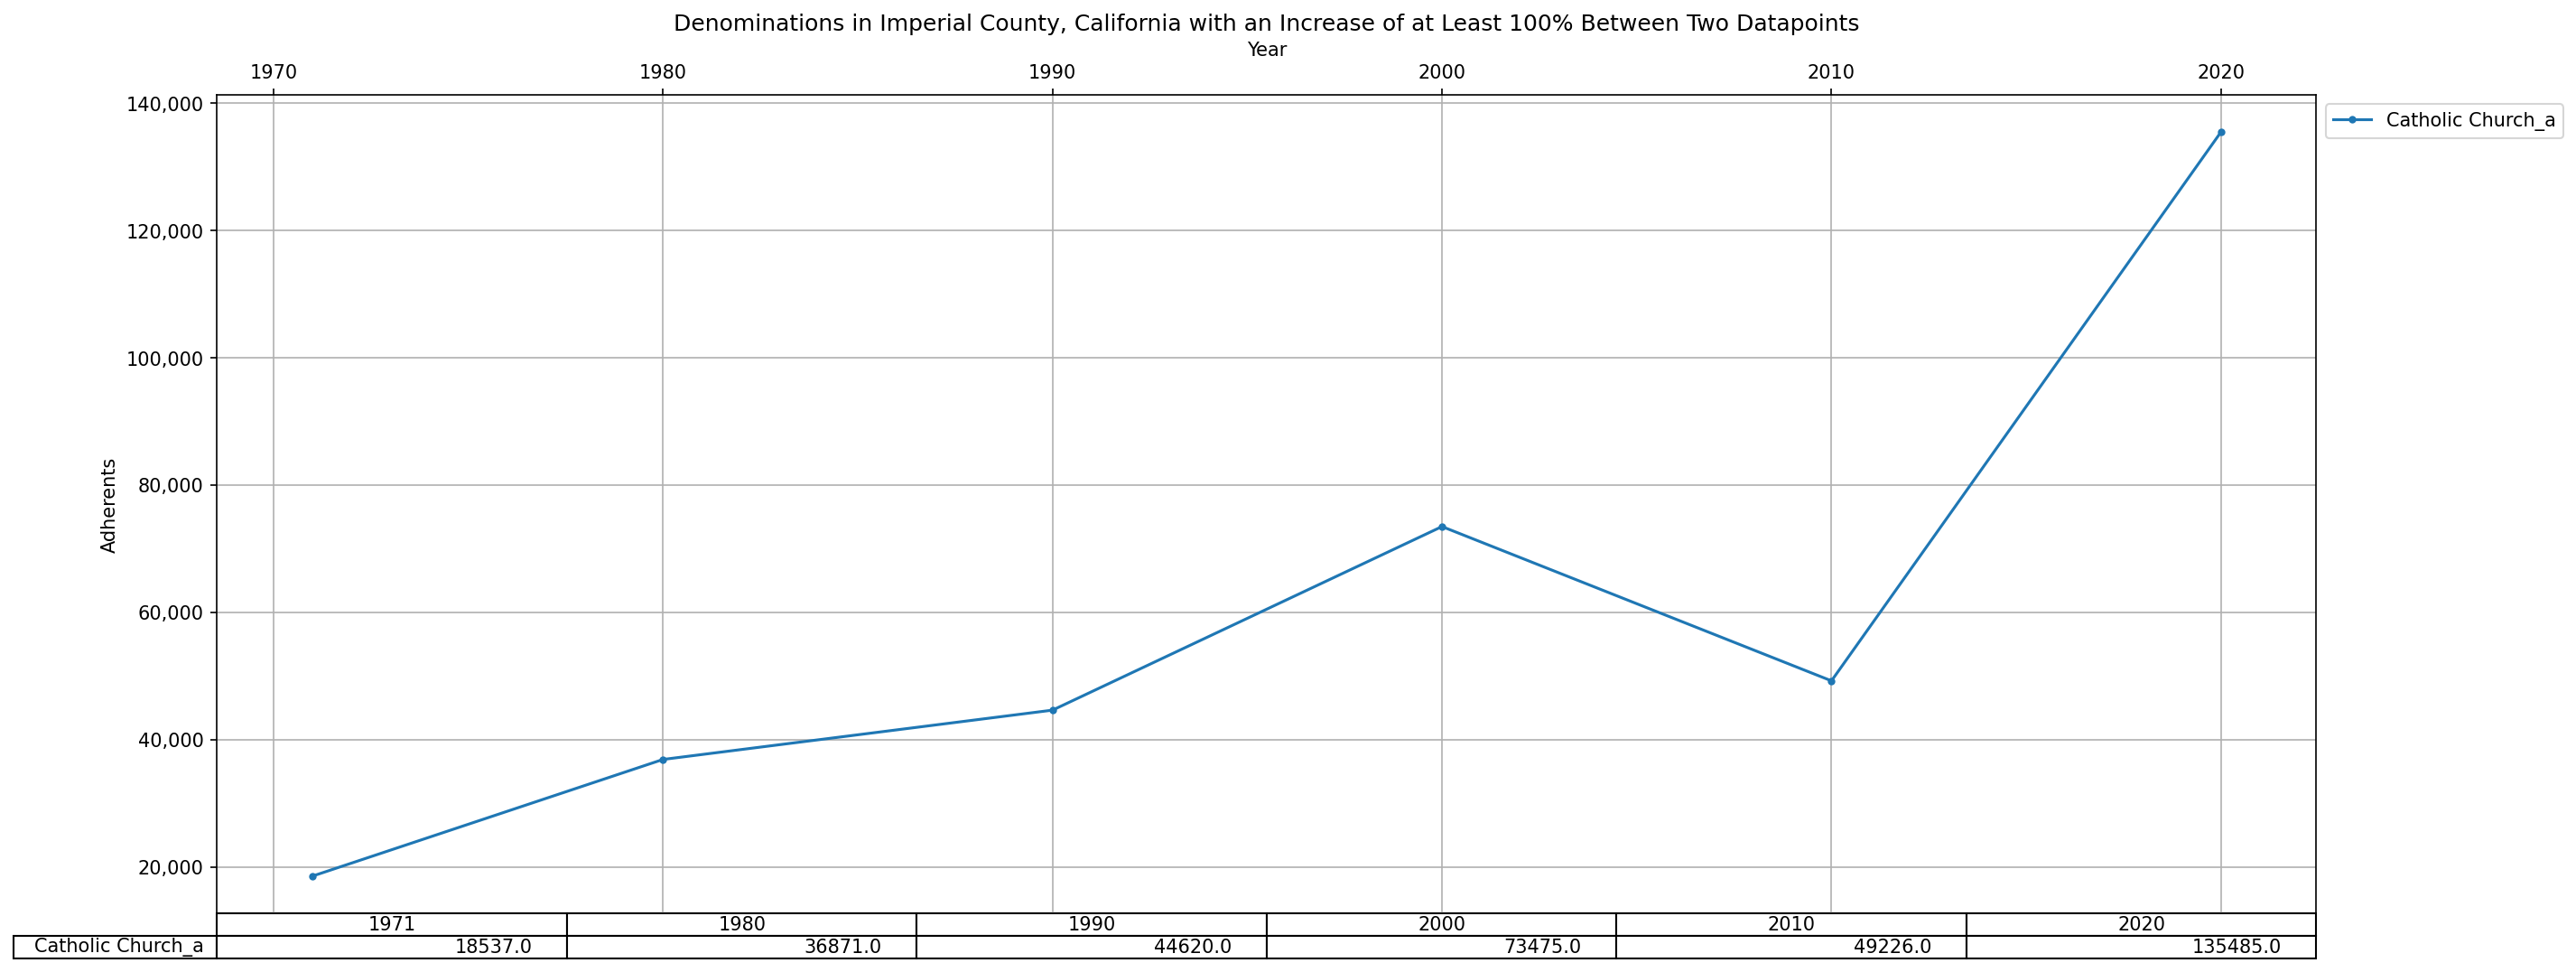 Denominations in Imperial County, California with an Increase of at Least 100% Between Two Datapoints
Year
1970 1980 1990 2000 2010 2020
140,000
Catholic Church_a
120,000
100,000
80,000
Adherents
60,000
40,000
20,000
1971 1980 1990 2000 2010 2020
Catholic Church_a 18537.0 36871.0 44620.0 73475.0 49226.0 135485.0